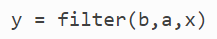 y = filter(b,a,x)